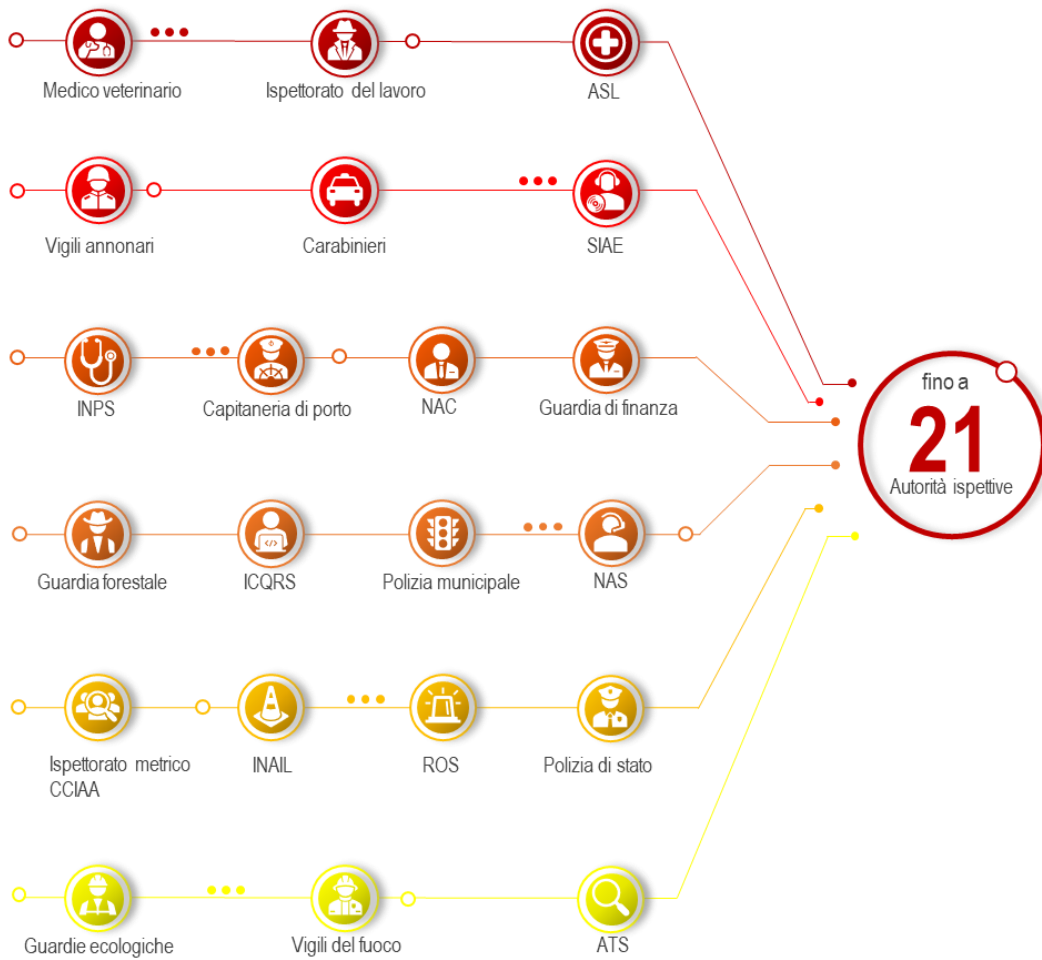 Medico veterinario
Ispettorato del lavoro
ASL
Vigili annonari
Carabinieri
SIAE
INPS
Capitaneria di porto
NAC
Guardia di finanza
fino a
21
Autorità ispettive
Guardia forestale
ICQRS
Polizia municipale
NAS
Ispettorato metrico
CCIAA
INAIL
ROS
Polizia di stato
Guardie ecologiche
Vigili del fuoco
ATS